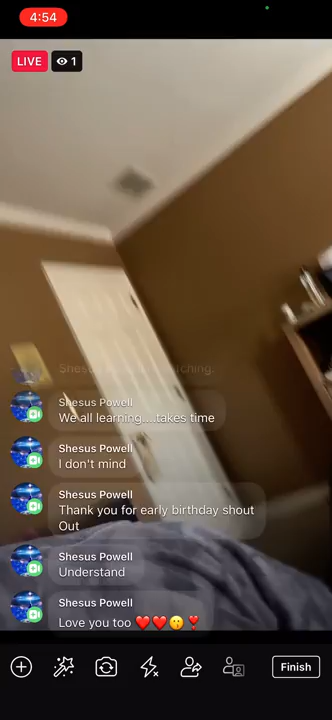 4:54
LIVE 1
Shesus Powell
We all learning....takes time
Shesus Powell
I don't mind
Shesus Powell
Thank you for early birthday shout
Out
Shesus Powell
Understand
Shesus Powell
Love you too ❤️❤️😗❣️
Finish